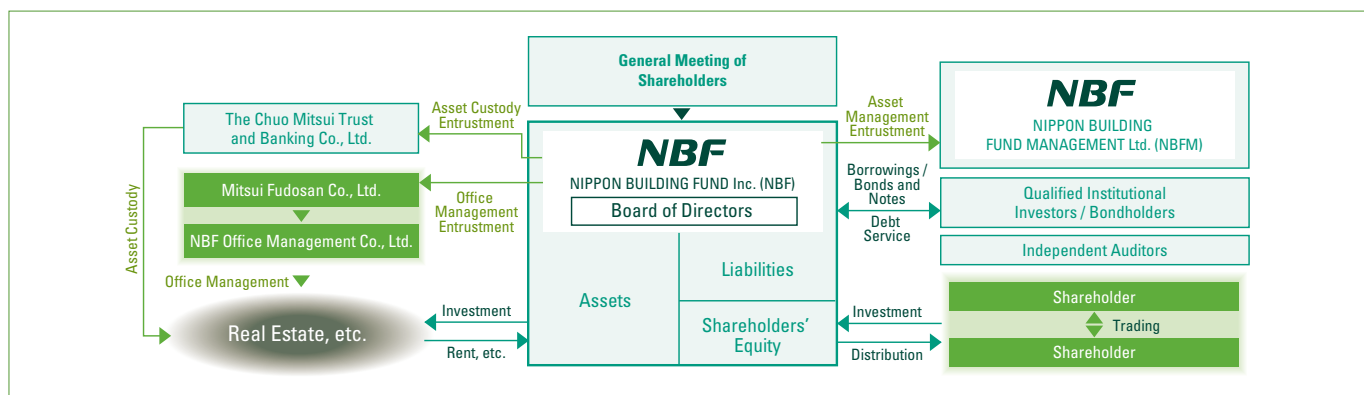 General Meeting of
Shareholders
The Chuo Mitsui Trust
and Banking Co., Ltd.
Asset Custody
Entrustment
Asset
Management
Entrustment
NBF
NIPPON BUILDING
FUND MANAGEMENT Ltd. (NBFM)
NBF
NIPPON BUILDING FUND Inc. (NBF)
Board of Directors
Mitsui Fudosan Co., Ltd.
NBF Office Management Co., Ltd.
Office
Management
Entrustment
Borrowings /
Bonds and
Notes
Debt
Service
Qualified Institutional
Investors / Bondholders
Independent Auditors
Asset Custody
Office Management
Real Estate, etc.
Investment
Rent, etc.
Assets
Liabilities
Shareholders'
Equity
Investment
Distribution
Shareholder
Trading
Shareholder